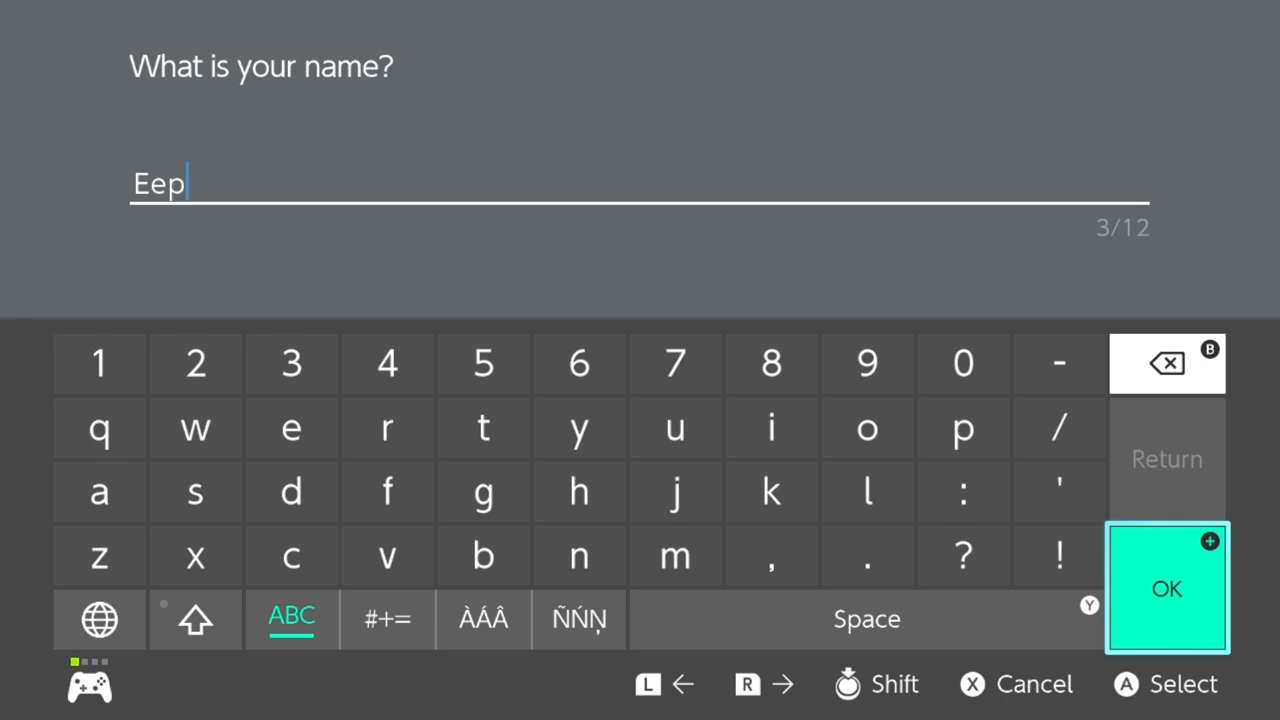 What is your name?
Eep
3/12
1 2 3 4 5 6 7 8 9 0 - B
q w e r t y u i o p /
Return
a s d f g h j k l : '
z x c v b n m , . ? ! +
OK
ABC #+= ÀÁÂ ÑŃŅ Space Y
L ← R → Shift X Cancel A Select